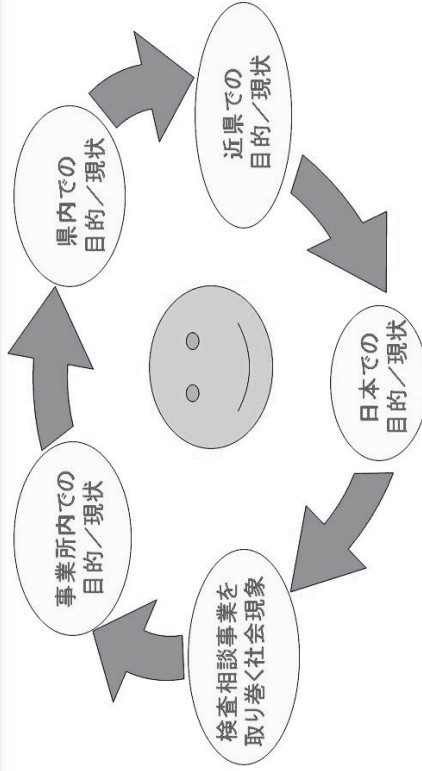 県内での
目的／現状
近県での
目的／現状
日本での
目的／現状
検査相談事業を
取り巻く社会現象
事業所内での
目的／現状